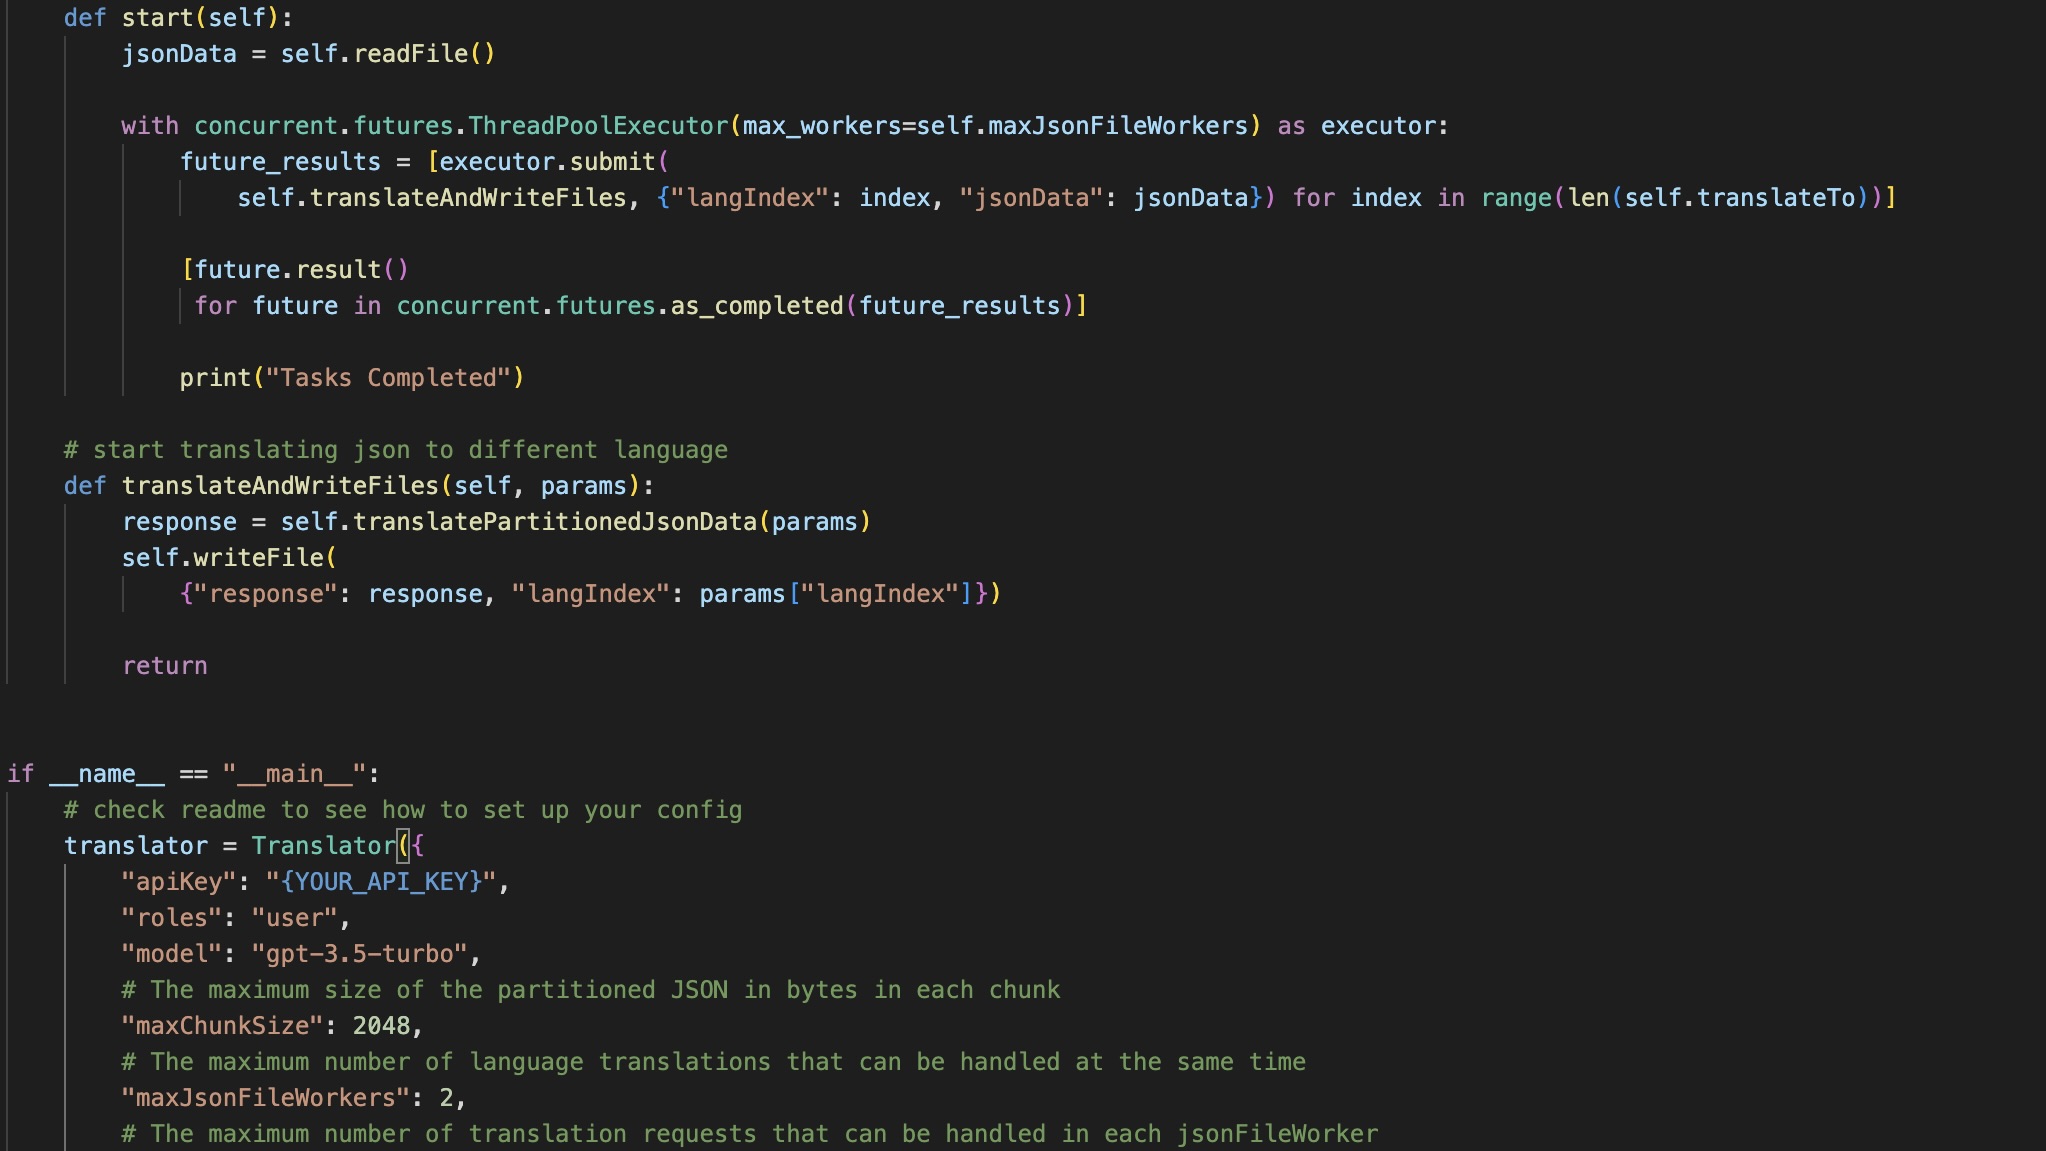 def start(self):
jsonData = self.readFile()
with concurrent.futures.ThreadPoolExecutor(max_workers=self.maxJsonFileWorkers) as executor:
future_results = [executor.submit(
self.translateAndWriteFiles, {"langIndex": index, "jsonData": jsonData}) for index in range(len(self.translateTo))]
[future.result()
for future in concurrent.futures.as_completed(future_results)]
print("Tasks Completed")
# start translating json to different language
def translateAndWriteFiles(self, params):
response = self.translatePartitionedJsonData(params)
self.writeFile(
{"response": response, "langIndex": params["langIndex"]})
return
if __name__ == "__main__":
# check readme to see how to set up your config
translator = Translator({
"apiKey": "{YOUR_API_KEY}",
"roles": "user",
"model": "gpt-3.5-turbo",
# The maximum size of the partitioned JSON in bytes in each chunk
"maxChunkSize": 2048,
# The maximum number of language translations that can be handled at the same time
"maxJsonFileWorkers": 2,
# The maximum number of translation requests that can be handled in each jsonFileWorker